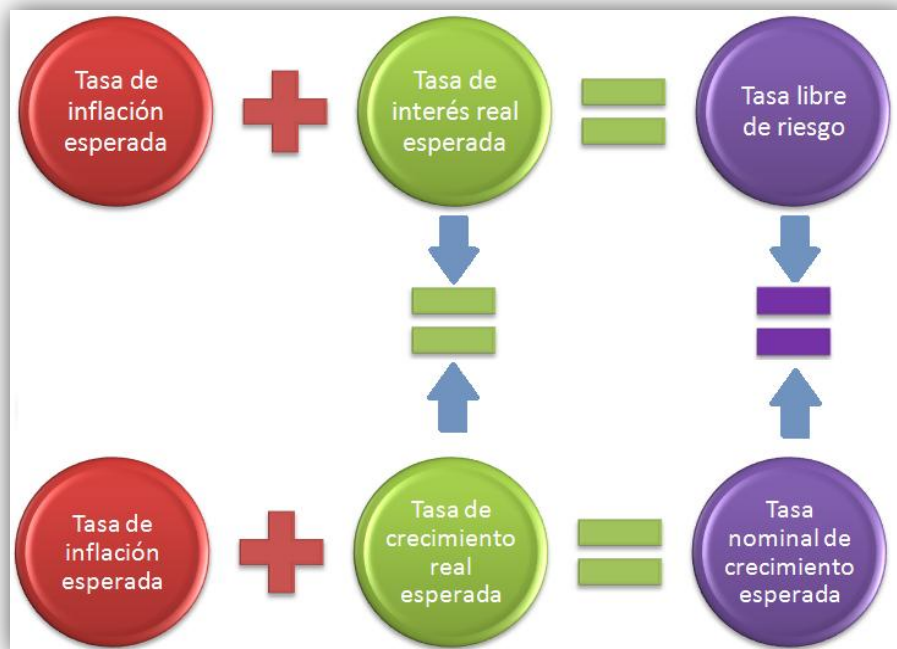 Tasa de
inflación
esperada
Tasa de
interés real
esperada
Tasa libre
de riesgo
Tasa de
inflación
esperada
Tasa de
crecimiento
real
esperada
Tasa
nominal de
crecimiento
esperada